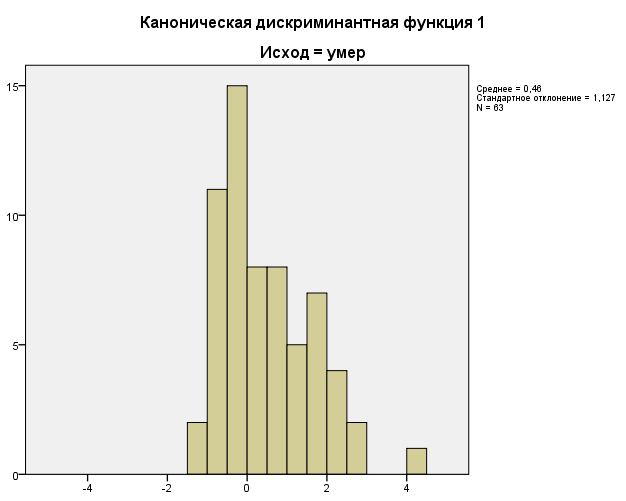 Каноническая дискриминантная функция 1
Исход = умер
Среднее = 0,46
Стандартное отклонение = 1,127
N = 63
15
10
5
0
-4 -2 0 2 4